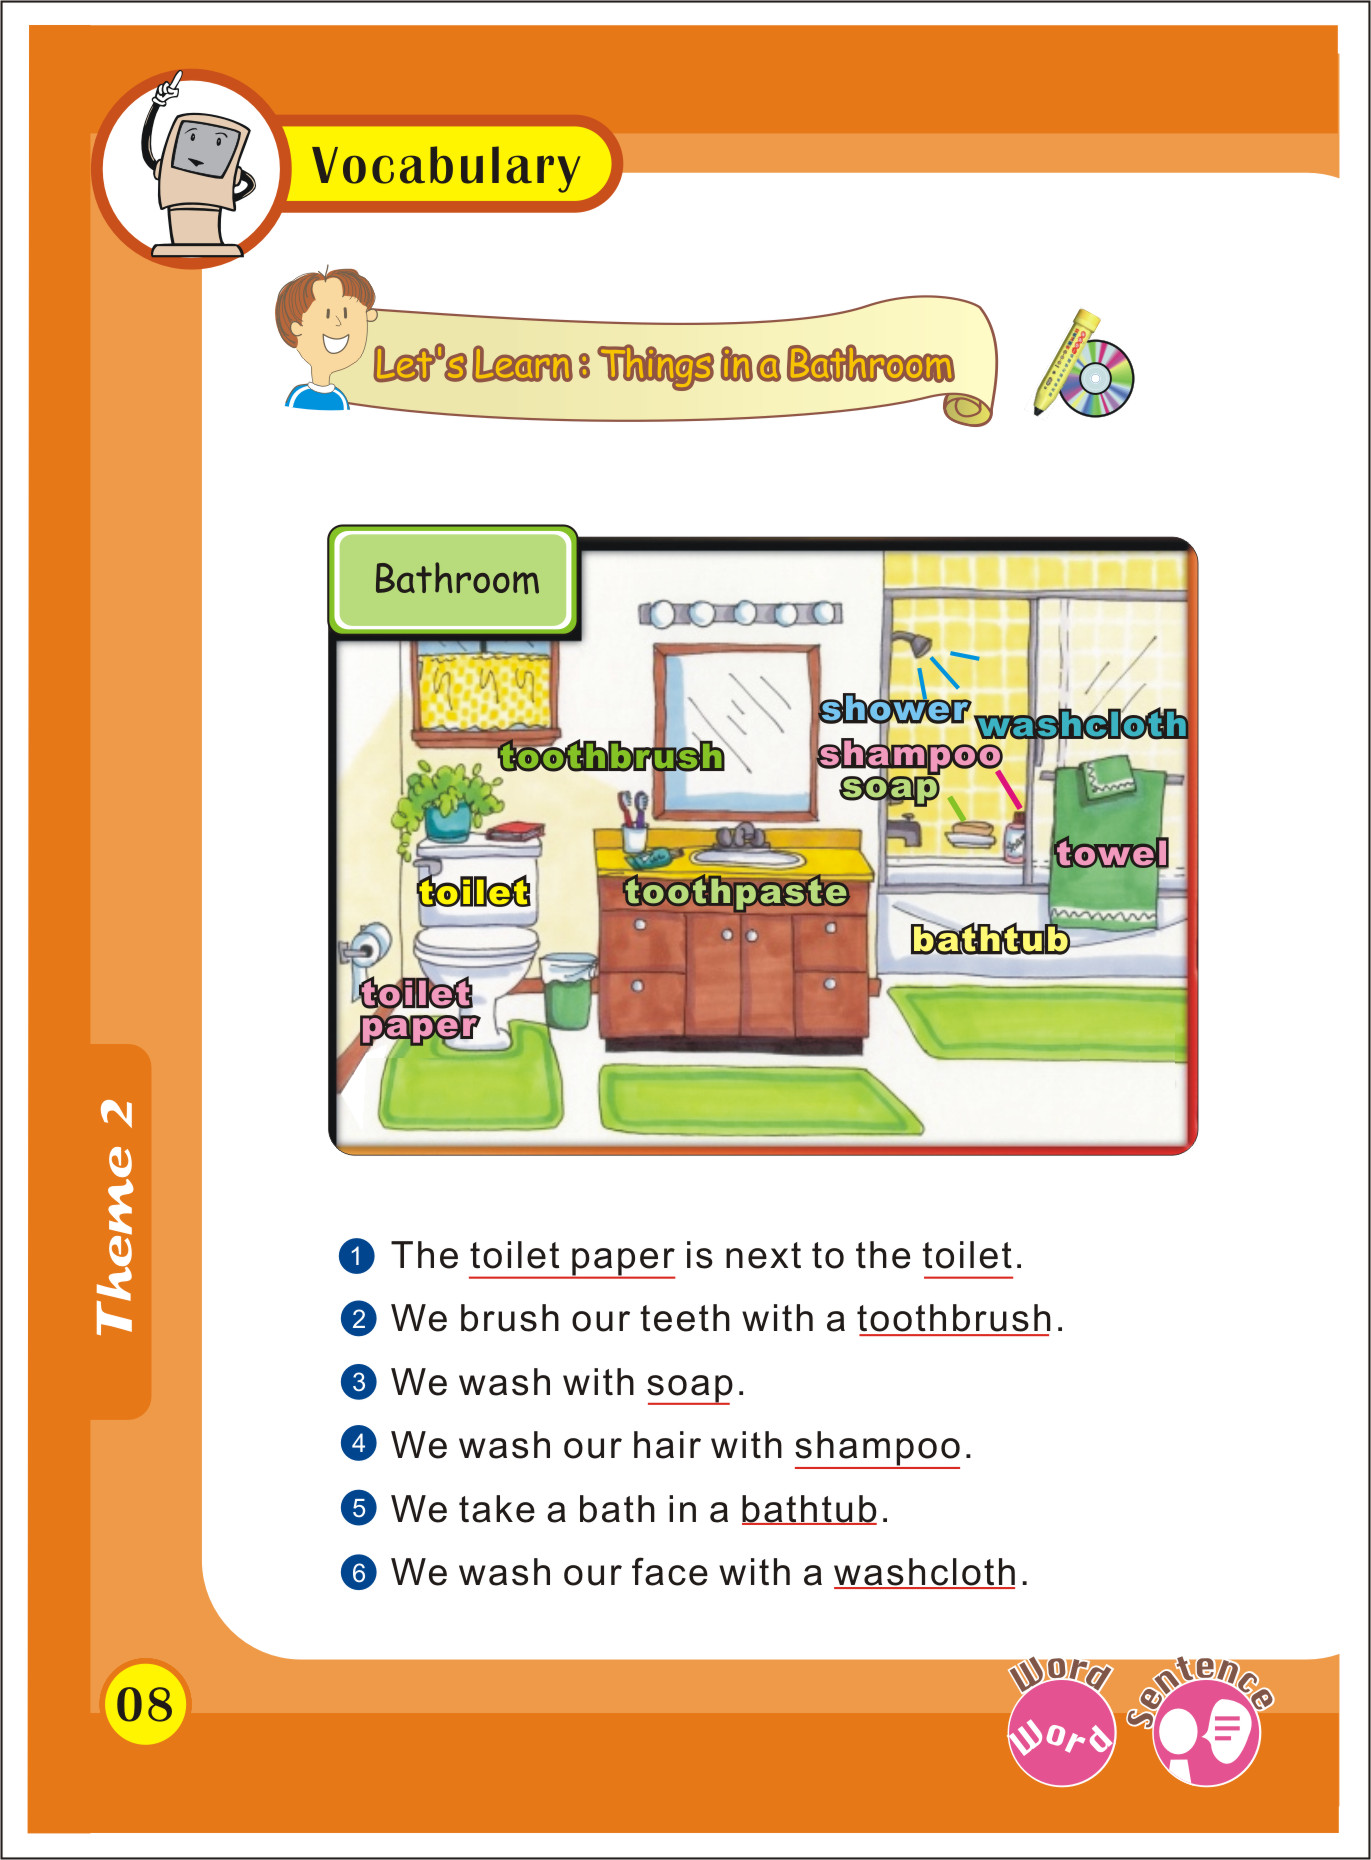 Vocabulary
Let's Learn : Things in a Bathroom
Bathroom
shower
washcloth
toothbrush
shampoo
soap
towel
toilet
toothpaste
bathtub
toilet
paper
1 The toilet paper is next to the toilet.
2 We brush our teeth with a toothbrush.
3 We wash with soap.
4 We wash our hair with shampoo.
5 We take a bath in a bathtub.
6 We wash our face with a washcloth.
Theme 2
08
Word
Word
Sentence